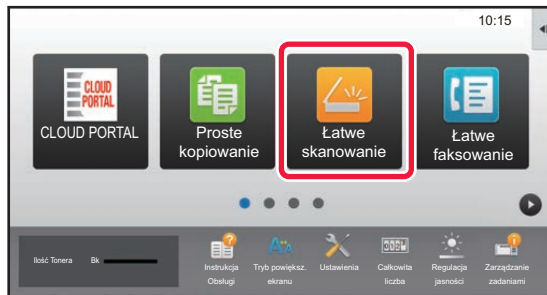 10:15
CLOUD
PORTAL
CLOUD PORTAL
Proste
kopiowanie
Łatwe
skanowanie
Łatwe
faksowanie
Ilość Tonera
Bk
Instrukcja
Obsługi
Tryb powiększ.
ekranu
Ustawienia
Całkowita
liczba
Regulacja
jasności
Zarządzanie
zadaniami